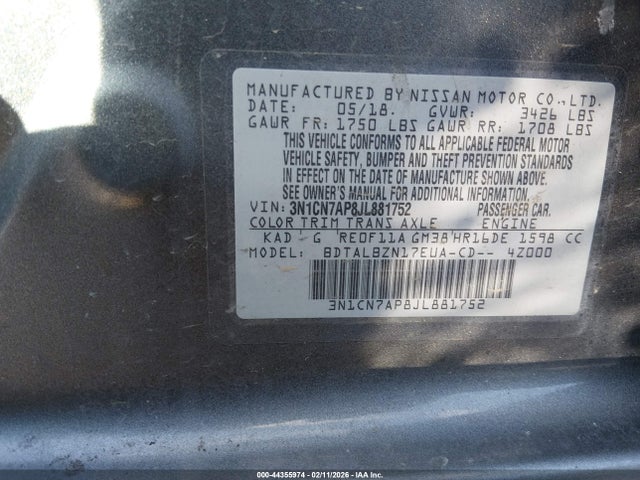 MANUFACTURED BY NISSAN MOTOR CO.,LTD.
DATE: 05/18. GVWR: 3426 LBS
GAWR FR: 1750 LBS GAWR RR: 1708 LBS
THIS VEHICLE CONFORMS TO ALL APPLICABLE FEDERAL MOTOR
VEHICLE SAFETY, BUMPER AND THEFT PREVENTION STANDARDS
IN EFFECT ON THE DATE OF MANUFACTURE SHOWN ABOVE.
SEE OWNER'S MANUAL FOR ADDITIONAL INFORMATION.
VIN: 3N1CN7AP8JL881752 PASSENGER CAR.
COLOR TRIM TRANS AXLE ENGINE
KAD G RE0F11A GM38 HR16DE 1598 CC
MODEL: BDTALBZN17EUA-CD-- 4Z000
3N1CN7AP8JL881752
000-44355974 | 02/11/2026 | IAA Inc.